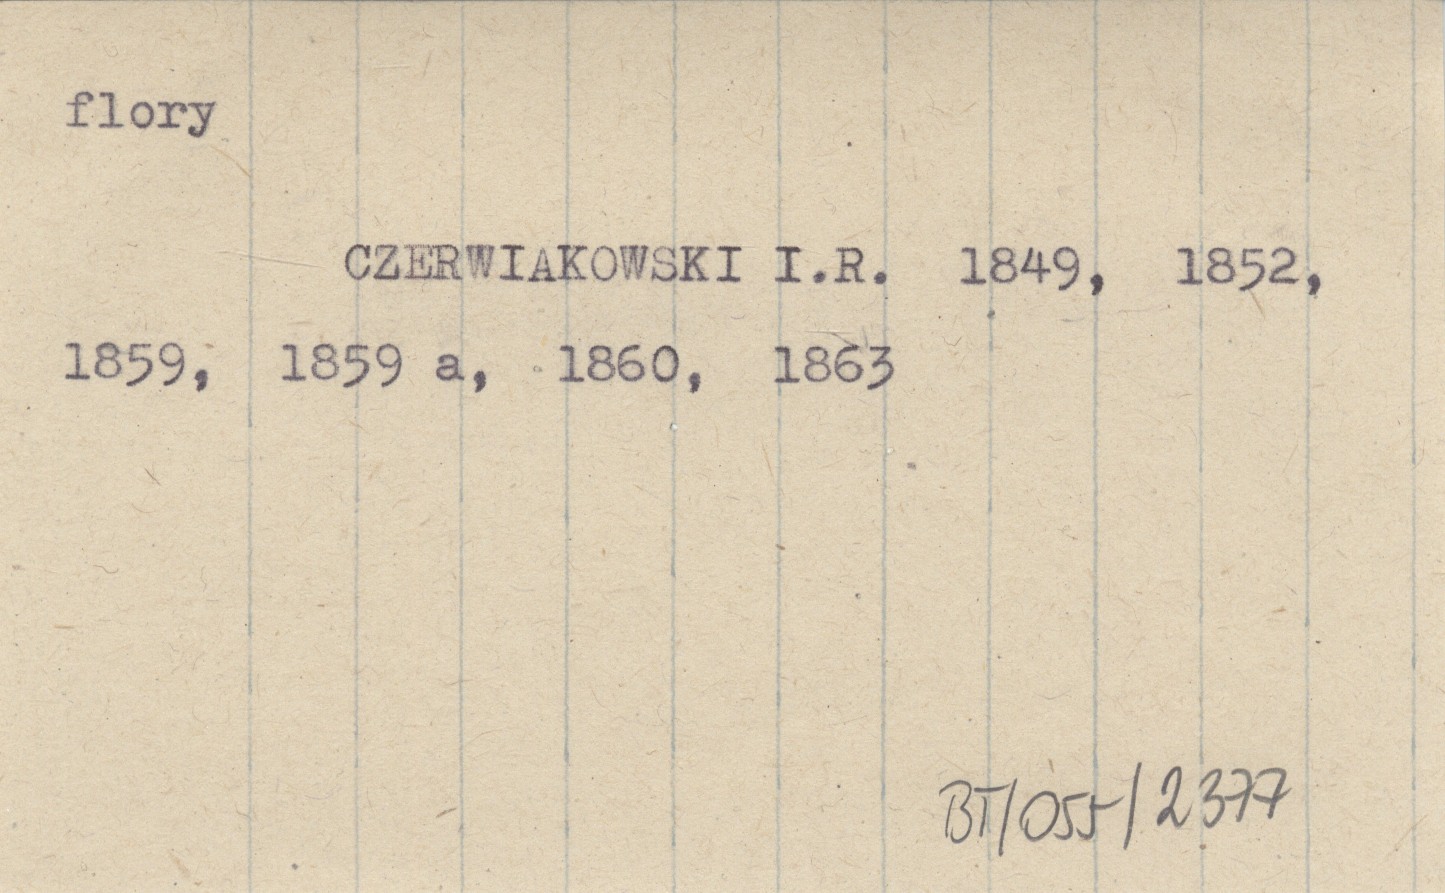 flory
CZERWIAKOWSKI I.R. 1849, 1852,
1859, 1859 a, 1860, 1863
BT/055/2377